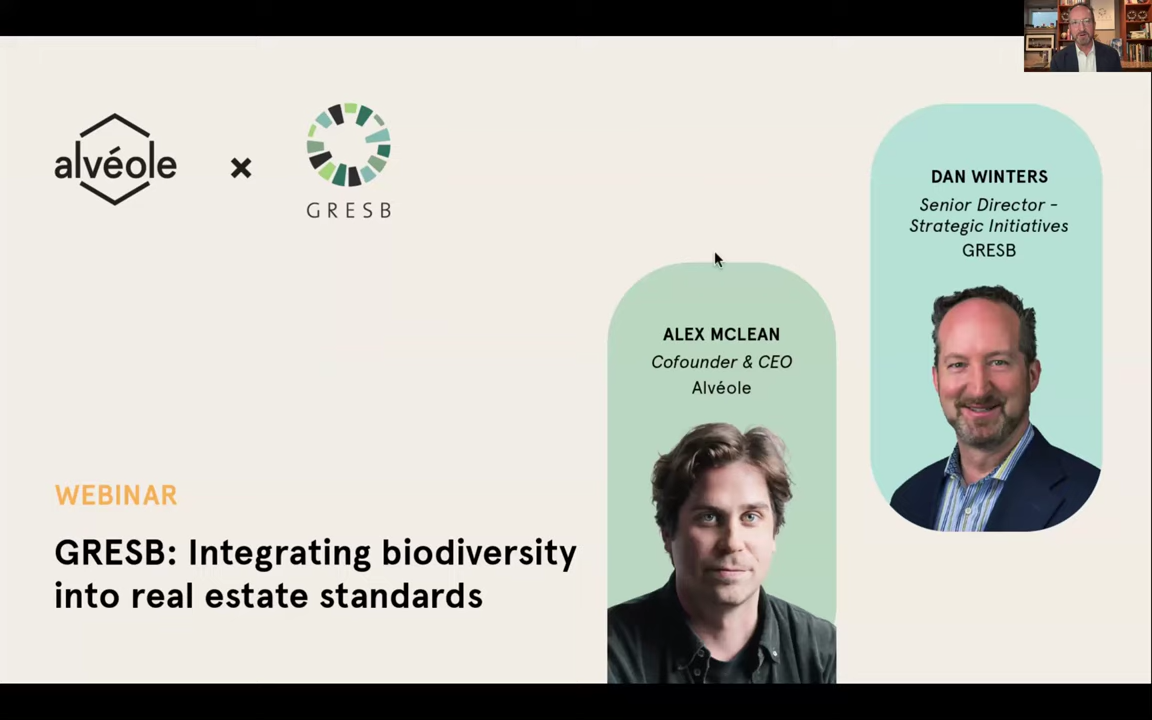 alvéole
×
GRESB
DAN WINTERS
Senior Director -
Strategic Initiatives
GRESB
ALEX MCLEAN
Cofounder & CEO
Alvéole
WEBINAR
GRESB: Integrating biodiversity
into real estate standards